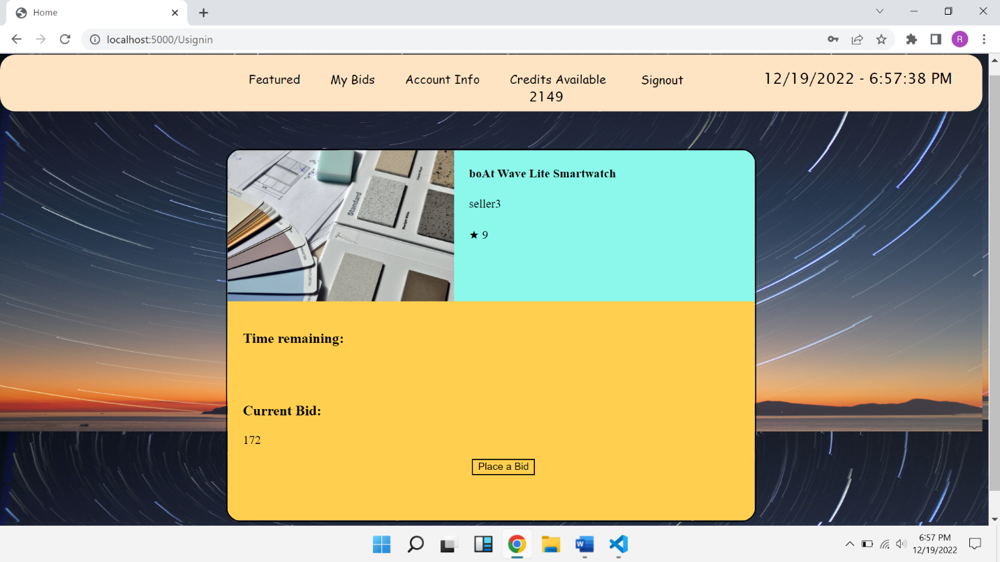 Home
localhost:5000/Usignin
R
Featured My Bids Account Info Credits Available Signout 12/19/2022 - 6:57:38 PM
2149
boAt Wave Lite Smartwatch
seller3
★ 9
Standard
Time remaining:
Current Bid:
172
Place a Bid
W
6:57 PM
12/19/2022